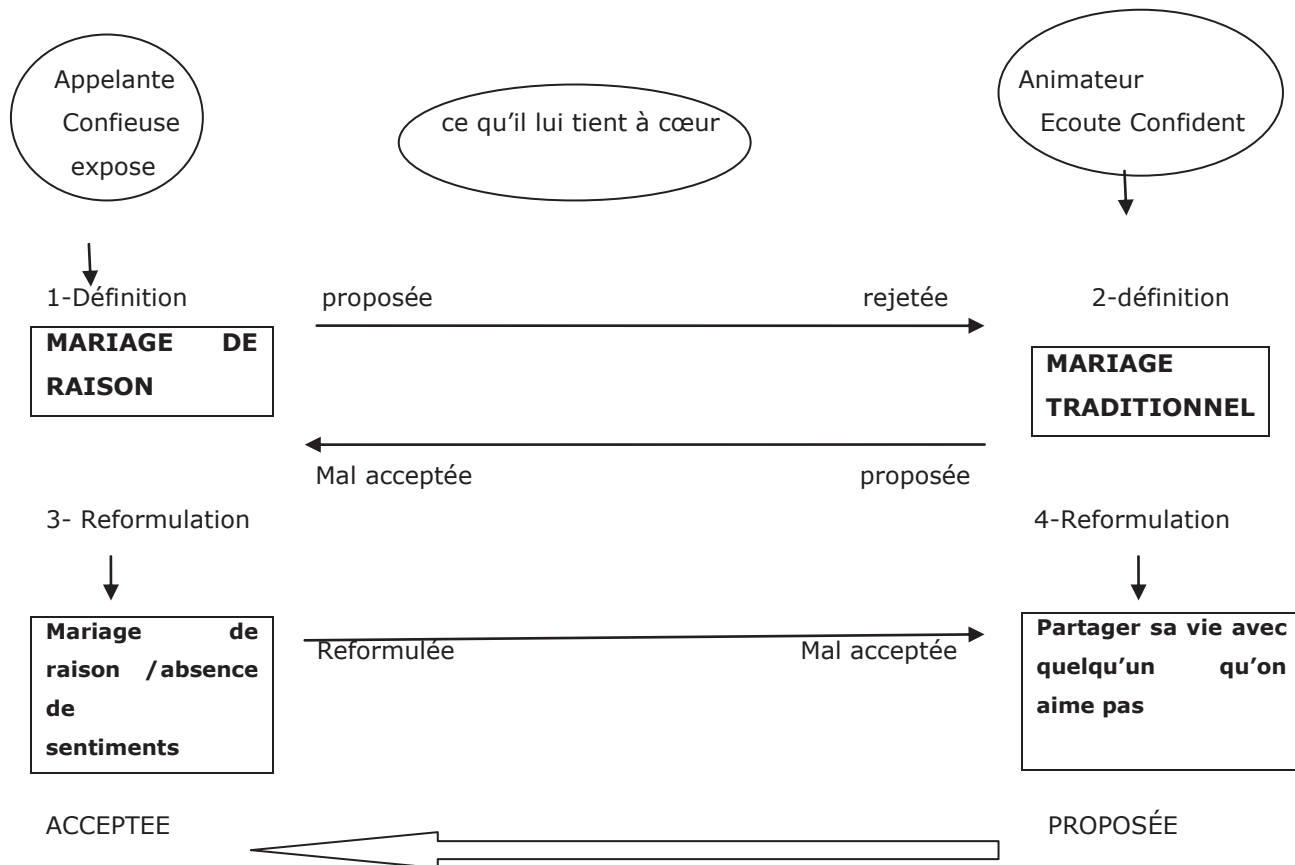 Appelante
Confieuse
expose
ce qu'il lui tient à cœur
Animateur
Ecoute Confident
1-Définition
proposée
rejetée
2-définition
MARIAGE DE
RAISON
MARIAGE
TRADITIONNEL
Mal acceptée
proposée
3- Reformulation
4-Reformulation
Mariage de
raison /absence
de
sentiments
Reformulée
Mal acceptée
Partager sa vie avec
quelqu'un qu'on
aime pas
ACCEPTEE
PROPOSÉE